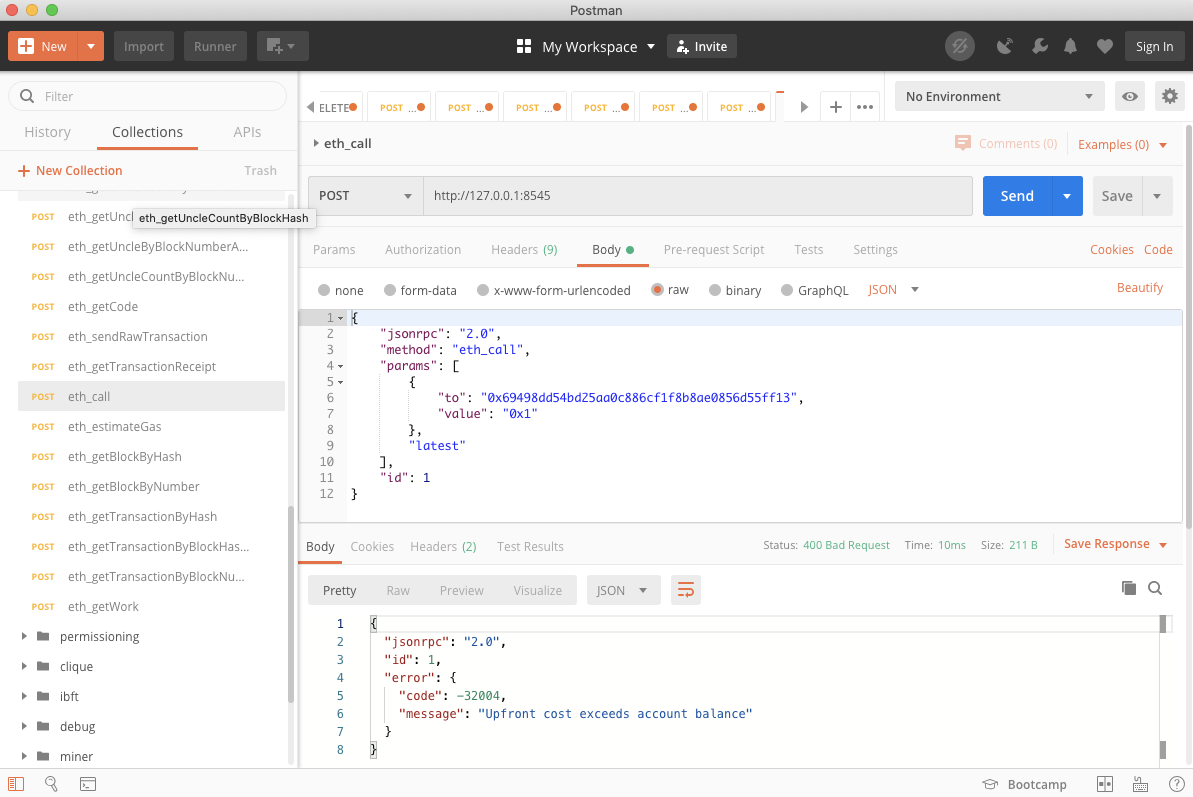 Postman
New
Import
Runner
My Workspace
Invite
Sign In
Filter
History
Collections
APIs
New Collection
Trash
eth_getUncl
eth_getUncleCountByBlockHash
POST eth_getUncleByBlockNumberA...
POST eth_getUncleCountByBlockNu...
POST eth_getCode
POST eth_sendRawTransaction
POST eth_getTransactionReceipt
POST eth_call
POST eth_estimateGas
POST eth_getBlockByHash
POST eth_getBlockByNumber
POST eth_getTransactionByHash
POST eth_getTransactionByBlockHas...
POST eth_getTransactionByBlockNu...
POST eth_getWork
permissioning
clique
ibft
debug
miner
ELETE
POST ...
POST ...
POST ...
POST ...
POST ...
POST ...
No Environment
eth_call
Comments (0)
Examples (0)
POST
http://127.0.0.1:8545
Send
Save
Params
Authorization
Headers (9)
Body
Pre-request Script
Tests
Settings
Cookies
Code
none
form-data
x-www-form-urlencoded
raw
binary
GraphQL
JSON
Beautify
1 {
2 "jsonrpc": "2.0",
3 "method": "eth_call",
4 "params": [
5 {
6 "to": "0x69498dd54bd25aa0c886cf1f8b8ae0856d55ff13",
7 "value": "0x1"
8 },
9 "latest"
10 ],
11 "id": 1
12 }
Body
Cookies
Headers (2)
Test Results
Status: 400 Bad Request
Time: 10ms
Size: 211 B
Save Response
Pretty
Raw
Preview
Visualize
JSON
1 {
2 "jsonrpc": "2.0",
3 "id": 1,
4 "error": {
5 "code": -32004,
6 "message": "Upfront cost exceeds account balance"
7 }
8 }
Bootcamp